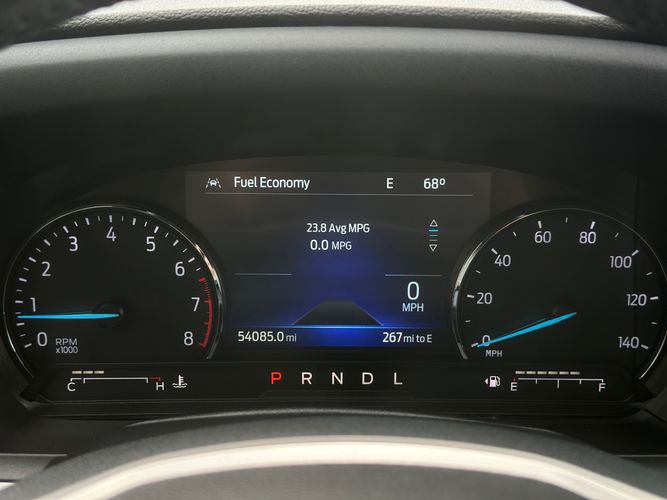 Fuel Economy E 68°
23.8 Avg MPG
0.0 MPG
0
MPH
54085.0 mi 267 mi to E
0 1 2 3 4 5 6 7 8
RPM
x1000
0 20 40 60 80 100 120 140
MPH
C H
P R N D L
E F